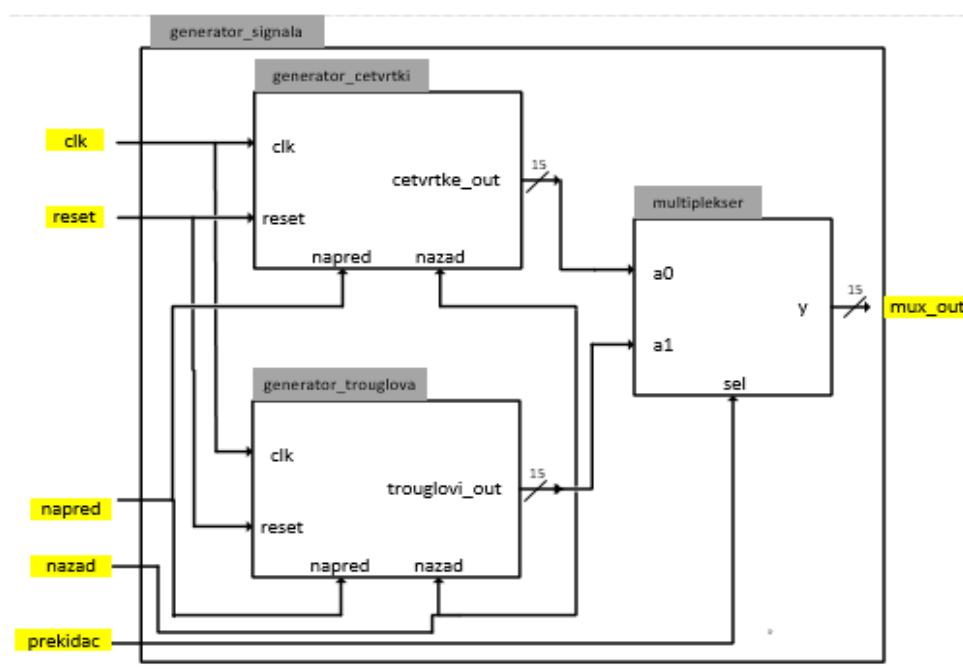 generator_signala
generator_cetvrtki
clk
clk
15
cetvrtke_out
reset
reset
napred
nazad
multiplekser
a0
15
y
mux_out
a1
generator_trouglova
sel
clk
15
trouglovi_out
napred
reset
nazad
napred
nazad
prekidac